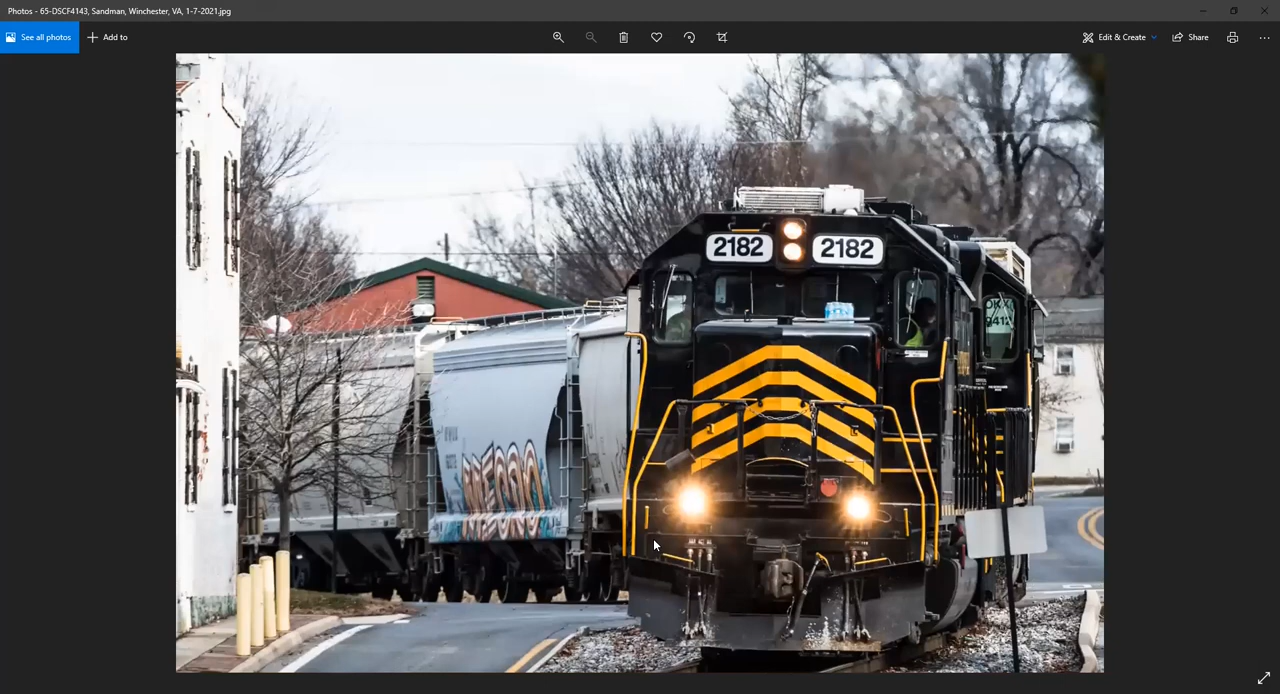 Photos - 65-DSCF4143, Sandman, Winchester, VA, 1-7-2021.jpg
See all photos
Add to
Edit & Create
Share
2182
2182